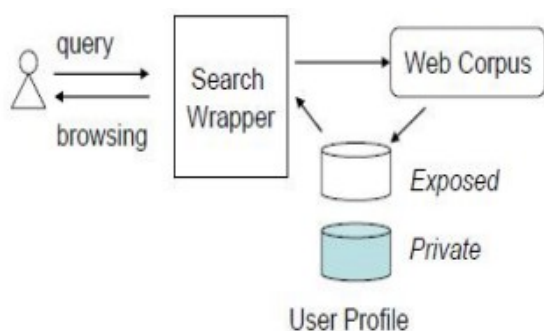 query
browsing
Search
Wrapper
Web Corpus
Exposed
Private
User Profile